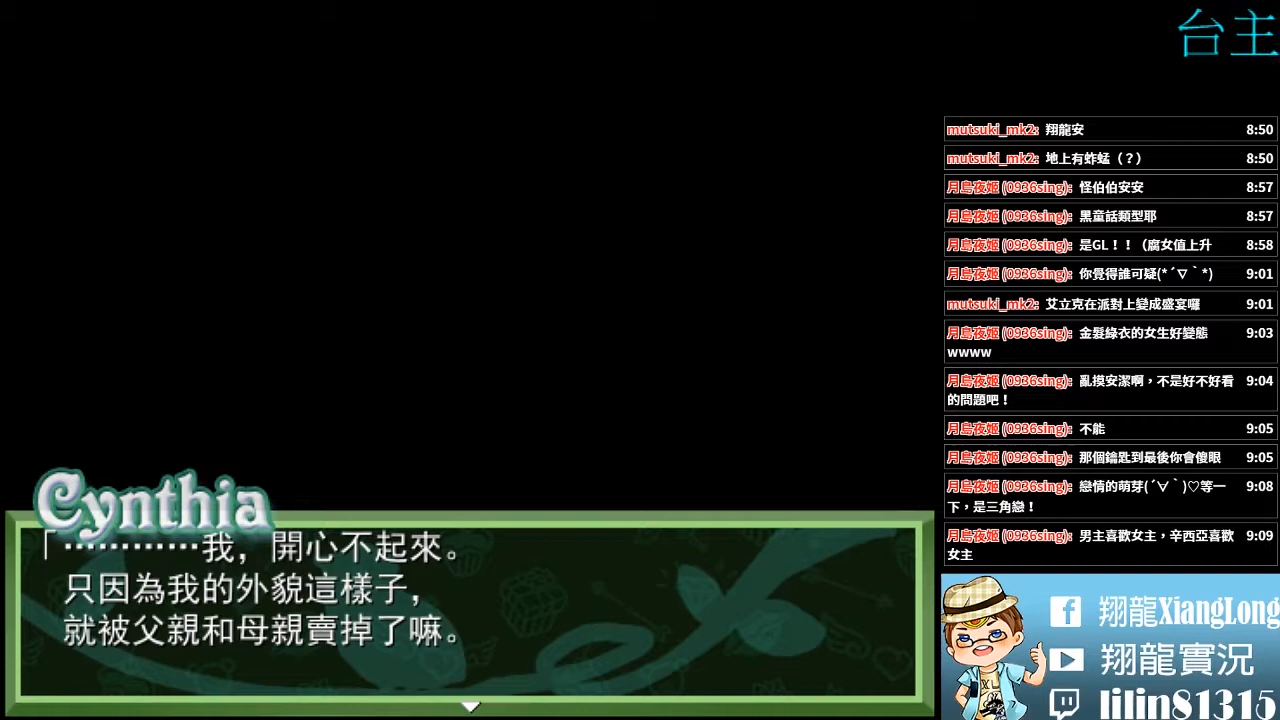 台主
mutsuki_mk2: 翔龍安 8:50
mutsuki_mk2: 地上有蚱蜢（？） 8:50
月島夜姬 (0936sing): 怪伯伯安安 8:57
月島夜姬 (0936sing): 黑童話類型耶 8:57
月島夜姬 (0936sing): 是GL！！（腐女值上升 8:58
月島夜姬 (0936sing): 你覺得誰可疑(*´∇｀*) 9:01
mutsuki_mk2: 艾立克在派對上變成盛宴囉 9:01
月島夜姬 (0936sing): 金髮綠衣的女生好變態 9:03
wwww
月島夜姬 (0936sing): 亂摸安潔啊，不是好不好看 9:04
的問題吧！
月島夜姬 (0936sing): 不能 9:05
月島夜姬 (0936sing): 那個鑰匙到最後你會傻眼 9:05
月島夜姬 (0936sing): 戀情的萌芽(´∀｀)♡等一 9:08
下，是三角戀！
月島夜姬 (0936sing): 男主喜歡女主，辛西亞喜歡 9:09
女主
Cynthia
「…………我，開心不起來。
只因為我的外貌這樣子，
就被父親和母親賣掉了嘛。
翔龍XiangLong
翔龍實況
lilin81315